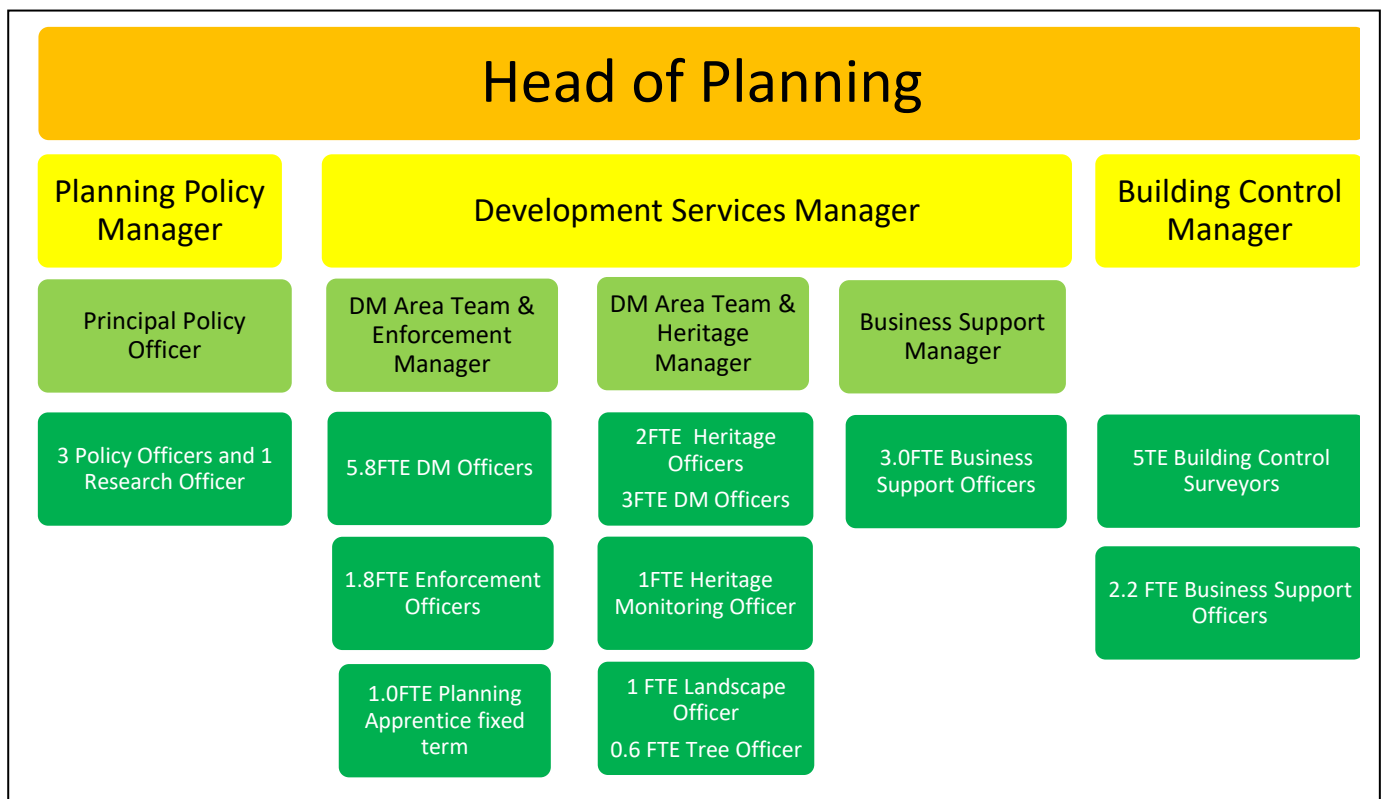 Head of Planning
Planning Policy
Manager
Development Services Manager
Building Control
Manager
Principal Policy
Officer
DM Area Team &
Enforcement
Manager
DM Area Team &
Heritage
Manager
Business Support
Manager
3 Policy Officers and 1
Research Officer
5.8FTE DM Officers
2FTE  Heritage
Officers
3FTE DM Officers
3.0FTE Business
Support Officers
5TE Building Control
Surveyors
1.8FTE Enforcement
Officers
1FTE Heritage
Monitoring Officer
2.2 FTE Business Support
Officers
1.0FTE Planning
Apprentice fixed
term
1 FTE Landscape
Officer
0.6 FTE Tree Officer